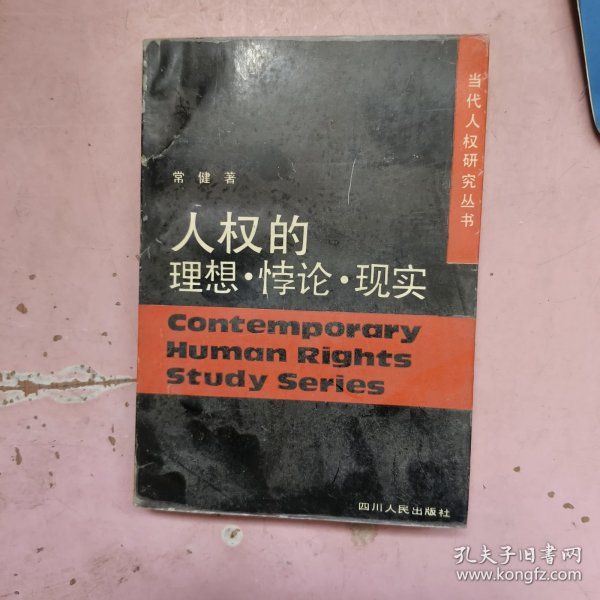 当代人权研究丛书
常健 著
人权的
理想·悖论·现实
Contemporary
Human Rights
Study Series
四川人民出版社
孔夫子旧书网
www.kongfz.com